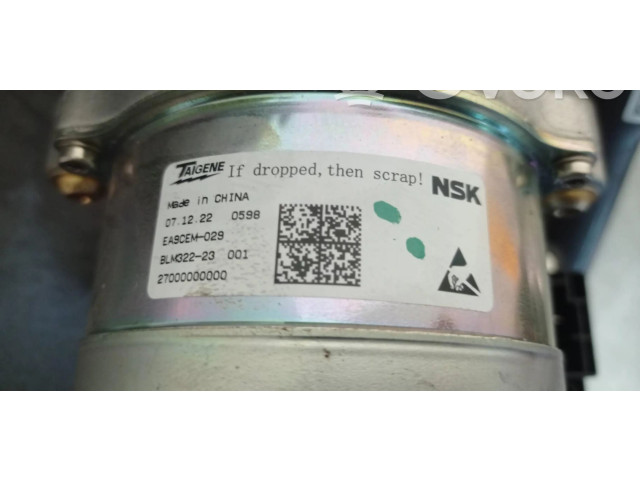 TAIGENE If dropped, then scrap! NSK
Made in CHINA
07.12.22 0598
EA9CEM-029
BLM322-23 001
27000000000